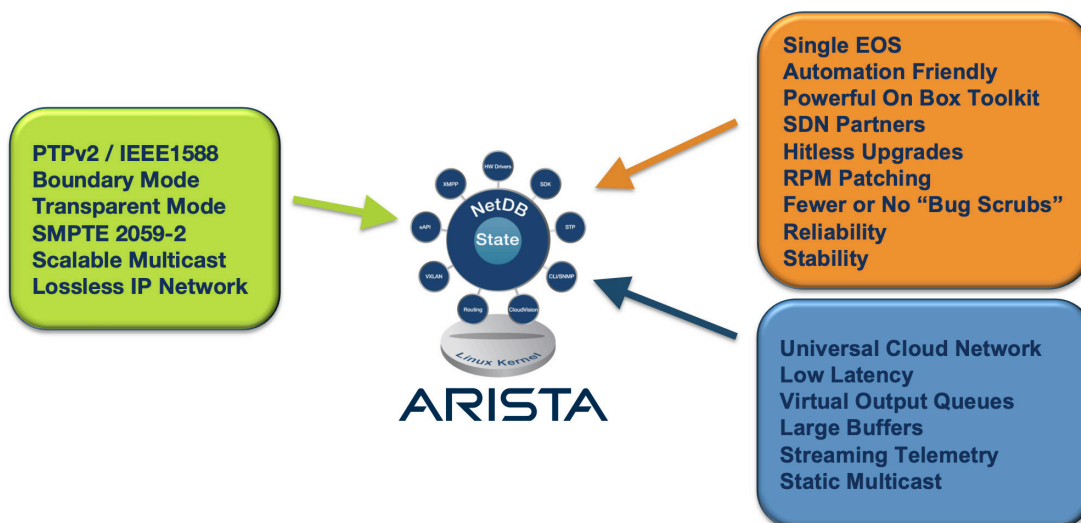 PTPv2 / IEEE1588
Boundary Mode
Transparent Mode
SMPTE 2059-2
Scalable Multicast
Lossless IP Network
HW Drivers
XMPP
SDK
NetDB
eAPI
State
STP
VXLAN
CLI/SNMP
Routing
CloudVision
Linux Kernel
ARISTA
Single EOS
Automation Friendly
Powerful On Box Toolkit
SDN Partners
Hitless Upgrades
RPM Patching
Fewer or No “Bug Scrubs”
Reliability
Stability
Universal Cloud Network
Low Latency
Virtual Output Queues
Large Buffers
Streaming Telemetry
Static Multicast